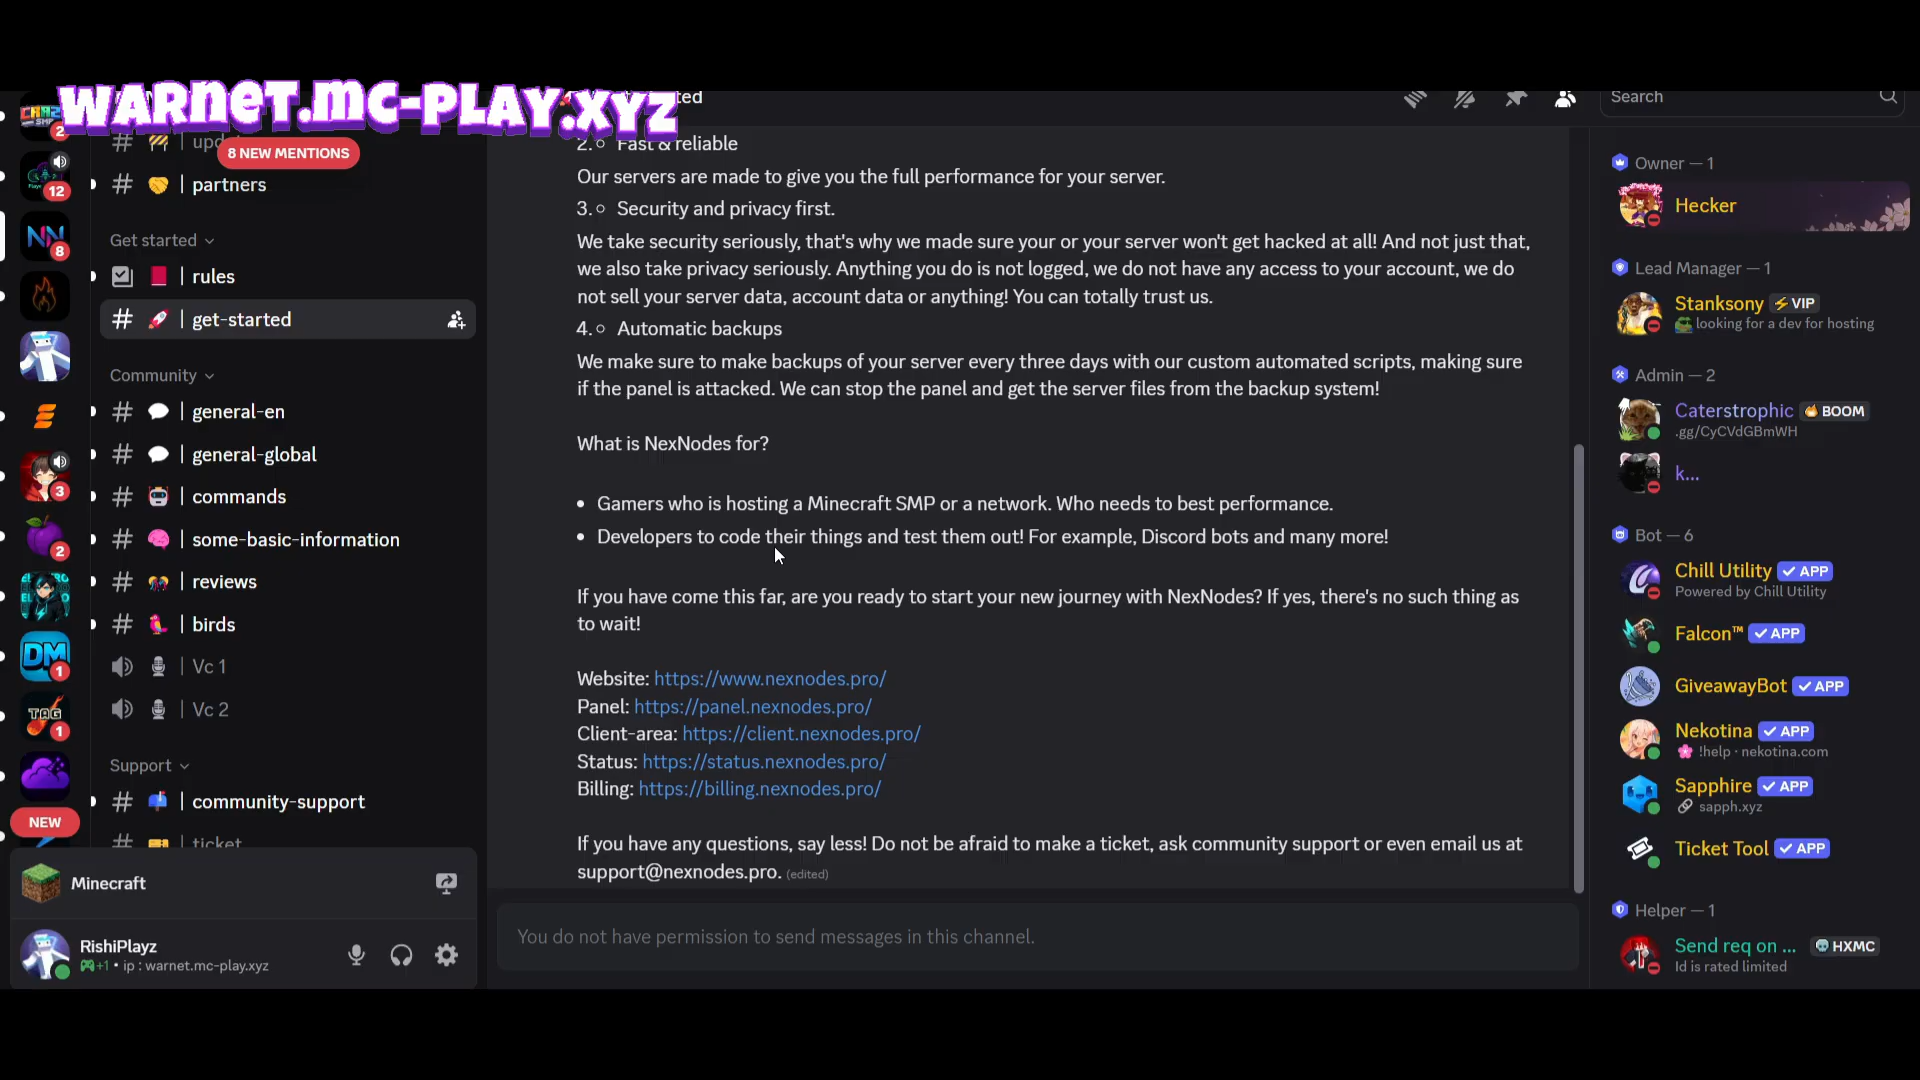 WARNET.MC-PLAY.XYZ
Search
2
12
8
3
2
DM
1
TAG
1
NEW
upd
8 NEW MENTIONS
# | partners
Get started
| rules
# | get-started
Community
# | general-en
# | general-global
# | commands
# | some-basic-information
# | reviews
# | birds
| Vc 1
| Vc 2
Support
# | community-support
# | ticket
Minecraft
RishiPlayz
+1 • ip : warnet.mc-play.xyz
2. ○ Fast & reliable
Our servers are made to give you the full performance for your server.
3. ○ Security and privacy first.
We take security seriously, that's why we made sure your or your server won't get hacked at all! And not just that,
we also take privacy seriously. Anything you do is not logged, we do not have any access to your account, we do
not sell your server data, account data or anything! You can totally trust us.
4. ○ Automatic backups
We make sure to make backups of your server every three days with our custom automated scripts, making sure
if the panel is attacked. We can stop the panel and get the server files from the backup system!
What is NexNodes for?
• Gamers who is hosting a Minecraft SMP or a network. Who needs to best performance.
• Developers to code their things and test them out! For example, Discord bots and many more!
If you have come this far, are you ready to start your new journey with NexNodes? If yes, there's no such thing as
to wait!
Website: https://www.nexnodes.pro/
Panel: https://panel.nexnodes.pro/
Client-area: https://client.nexnodes.pro/
Status: https://status.nexnodes.pro/
Billing: https://billing.nexnodes.pro/
If you have any questions, say less! Do not be afraid to make a ticket, ask community support or even email us at
support@nexnodes.pro. (edited)
You do not have permission to send messages in this channel.
Owner — 1
Hecker
Lead Manager — 1
Stanksony VIP
looking for a dev for hosting
Admin — 2
Caterstrophic BOOM
.gg/CyCVdGBmWH
k...
Bot — 6
Chill Utility ✓ APP
Powered by Chill Utility
Falcon™ ✓ APP
GiveawayBot ✓ APP
Nekotina ✓ APP
!help · nekotina.com
Sapphire ✓ APP
sapph.xyz
Ticket Tool ✓ APP
Helper — 1
Send req on ... HXMC
Id is rated limited